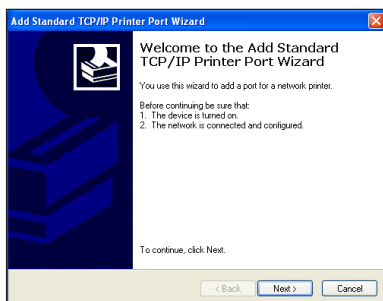 Add Standard TCP/IP Printer Port Wizard
Welcome to the Add Standard
TCP/IP Printer Port Wizard
You use this wizard to add a port for a network printer.
Before continuing be sure that:
1. The device is turned on.
2. The network is connected and configured.
To continue, click Next.
< Back Next > Cancel